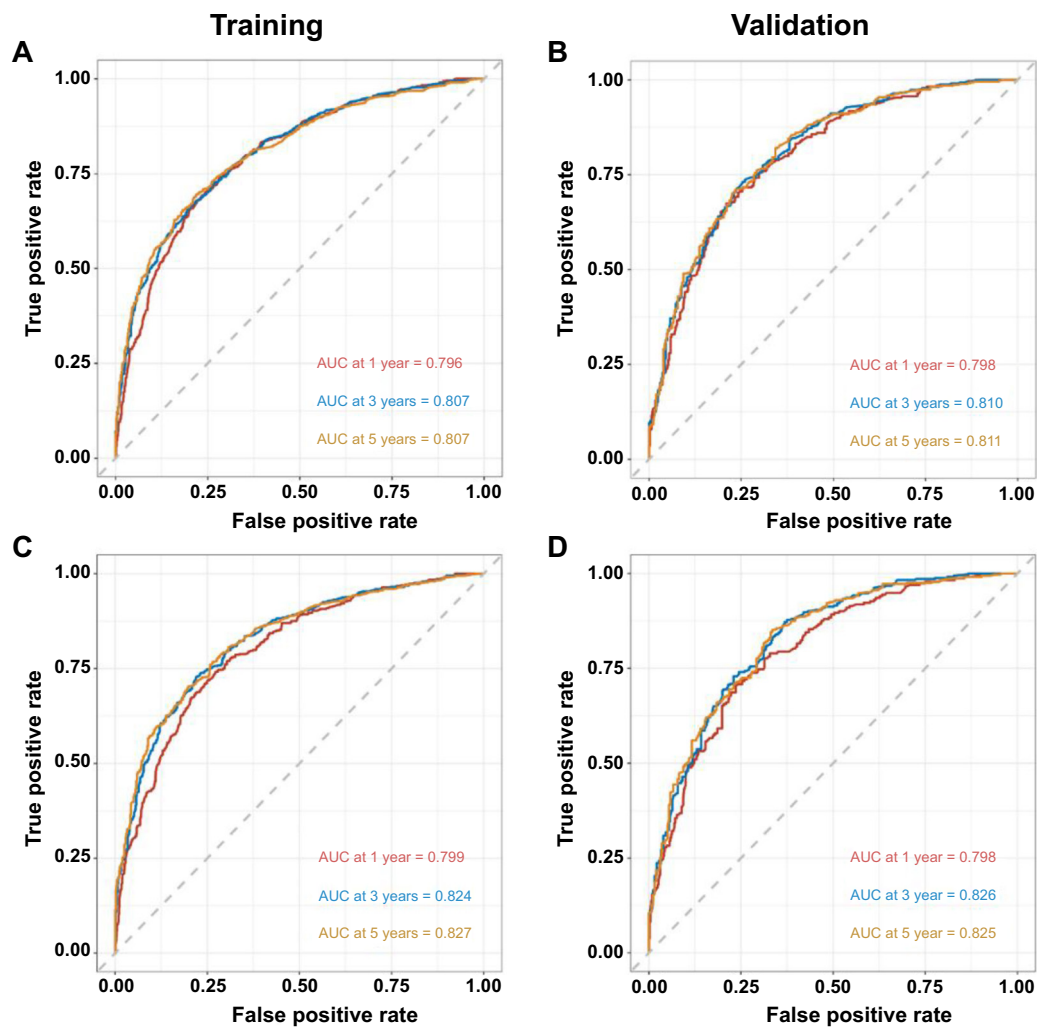 Training
Validation
A
1.00
0.75
0.50
0.25
0.00
True positive rate
AUC at 1 year = 0.796
AUC at 3 years = 0.807
AUC at 5 years = 0.807
0.00 0.25 0.50 0.75 1.00
False positive rate
B
1.00
0.75
0.50
0.25
0.00
True positive rate
AUC at 1 year = 0.798
AUC at 3 years = 0.810
AUC at 5 years = 0.811
0.00 0.25 0.50 0.75 1.00
False positive rate
C
1.00
0.75
0.50
0.25
0.00
True positive rate
AUC at 1 year = 0.799
AUC at 3 years = 0.824
AUC at 5 years = 0.827
0.00 0.25 0.50 0.75 1.00
False positive rate
D
1.00
0.75
0.50
0.25
0.00
True positive rate
AUC at 1 year = 0.798
AUC at 3 year = 0.826
AUC at 5 year = 0.825
0.00 0.25 0.50 0.75 1.00
False positive rate